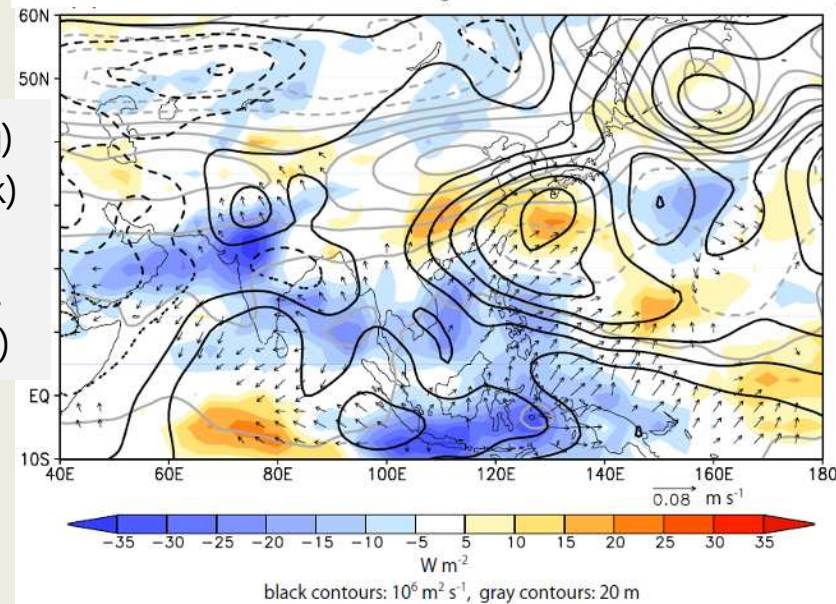 60N
50N
g)
k)
)
EQ
10S
40E 60E 80E 100E 120E 140E 160E 180
0.08 m s⁻¹
−35 −30 −25 −20 −15 −10 −5 5 10 15 20 25 30 35
W m⁻²
black contours: 10⁶ m² s⁻¹, gray contours: 20 m